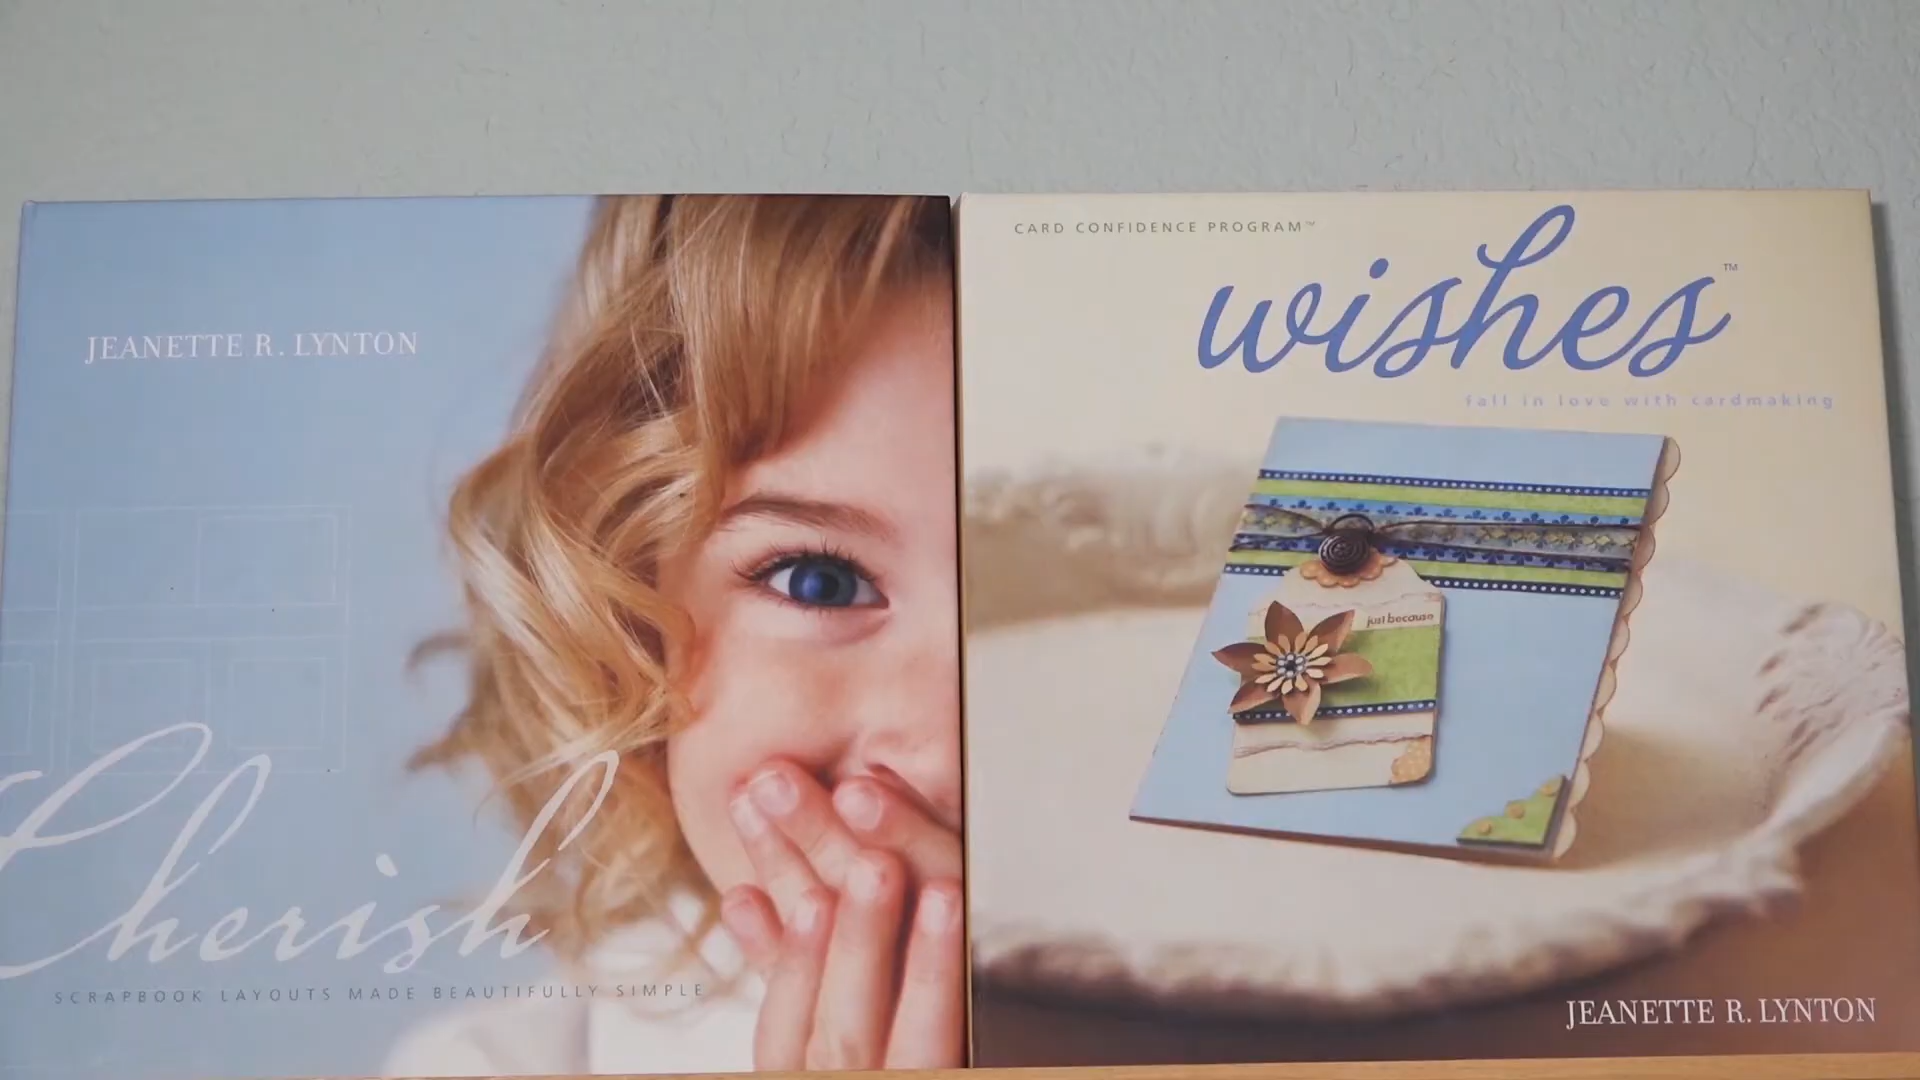 JEANETTE R. LYNTON
Cherish
SCRAPBOOK LAYOUTS MADE BEAUTIFULLY SIMPLE
CARD CONFIDENCE PROGRAM™
wishes™
fall in love with cardmaking
just because
JEANETTE R. LYNTON